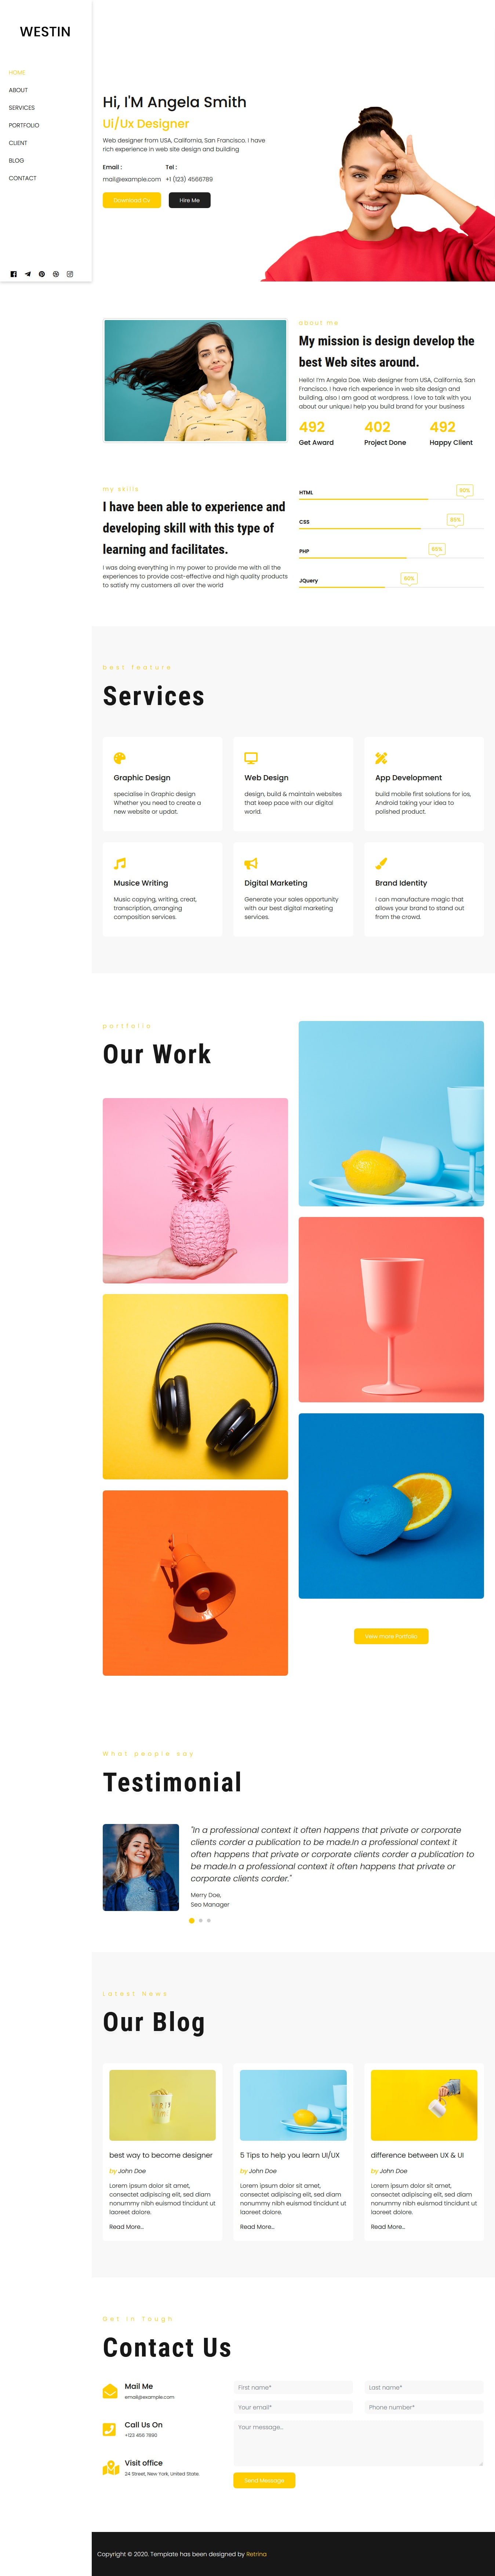 WESTIN
HOME
ABOUT
SERVICES
PORTFOLIO
CLIENT
BLOG
CONTACT
Hi, I'M Angela Smith
Ui/Ux Designer
Web designer from USA, California, San Francisco. I have
rich experience in web site design and building
Email :
Tel :
mail@example.com
+1 (123) 4566789
Download Cv
Hire Me
about me
My mission is design develop the
best Web sites around.
Hello! I'm Angela Doe. Web designer from USA, California, San
Francisco. I have rich experience in web site design and
building, also I am good at wordpress. I love to talk with you
about our unique.I help you build brand for your business
492
402
492
Get Award
Project Done
Happy Client
my skills
I have been able to experience and
developing skill with this type of
learning and facilitates.
I was doing everything in my power to provide me with all the
experiences to provide cost-effective and high quality products
to satisfy my customers all over the world
HTML
90%
CSS
85%
PHP
PHP
JQuery
60%
best feature
Services
Graphic Design
specialise in Graphic design
Whether you need to create a
new website or updat.
Web Design
design, build & maintain websites
that keep pace with our digital
world.
App Development
build mobile first solutions for ios,
Android taking your idea to
polished product.
Musice Writing
Music copying, writing, creat,
transcription, arranging
composition services.
Digital Marketing
Generate your sales opportunity
with our best digital marketing
services.
Brand Identity
I can manufacture magic that
allows your brand to stand out
from the crowd.
portfolio
Our Work
View more Portfolio
What people say
Testimonial
"In a professional context it often happens that private or corporate
clients corder a publication to be made.In a professional context it
often happens that private or corporate clients corder a publication to
be made.In a professional context it often happens that private or
corporate clients corder."
Merry Doe,
Seo Manager
Latest News
Our Blog
best way to become designer
by John Doe
Lorem ipsum dolor sit amet,
consectet adipiscing elit, sed diam
nonummy nibh euismod tincidunt ut
laoreet dolore.
Read More...
5 Tips to help you learn UI/UX
by John Doe
Lorem ipsum dolor sit amet,
consectet adipiscing elit, sed diam
nonummy nibh euismod tincidunt ut
laoreet dolore.
Read More...
difference between UX & UI
by John Doe
Lorem ipsum dolor sit amet,
consectet adipiscing elit, sed diam
nonummy nibh euismod tincidunt ut
laoreet dolore.
Read More...
Get in Tough
Contact Us
Mail Me
email@example.com
Call Us On
+123 456 7890
Visit office
24 Street, New York, United State.
First name*
Last name*
Your email*
Phone number*
Your message...
Send Message
Copyright © 2020. Template has been designed by Retrina